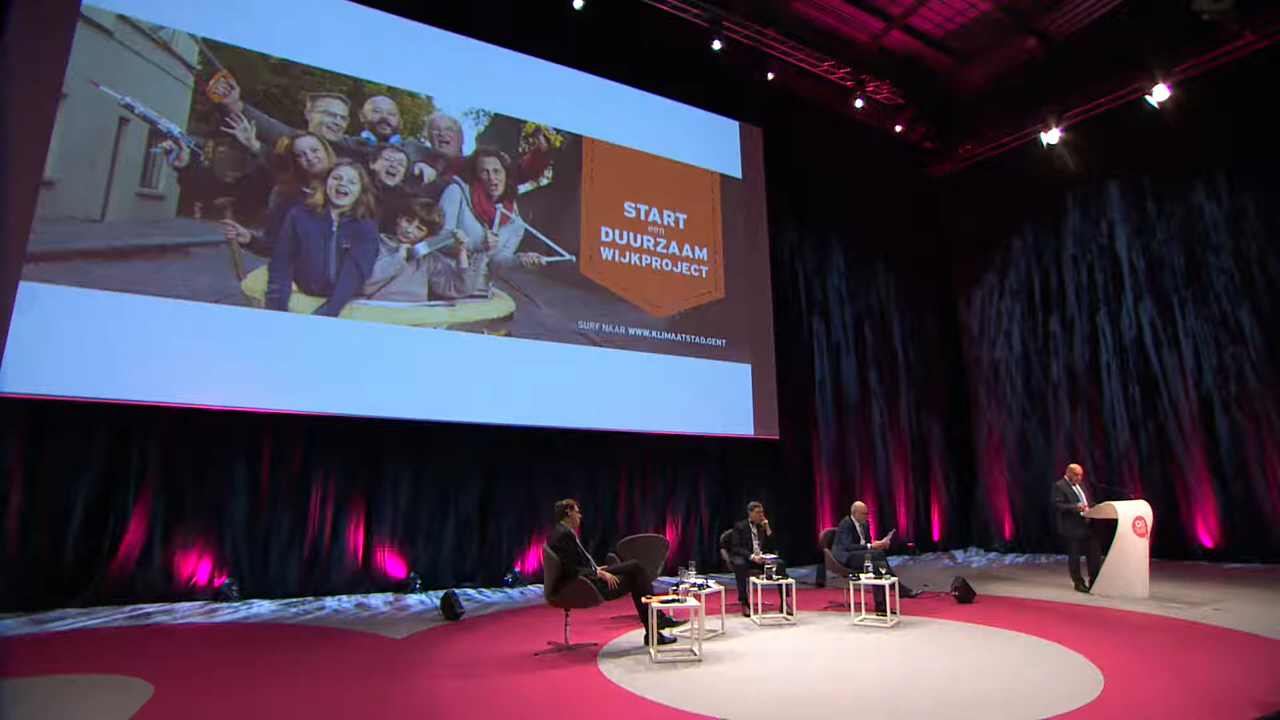 START
een
DUURZAAM
WIJKPROJECT
SURF NAAR WWW.KLIMAATSTAD.GENT